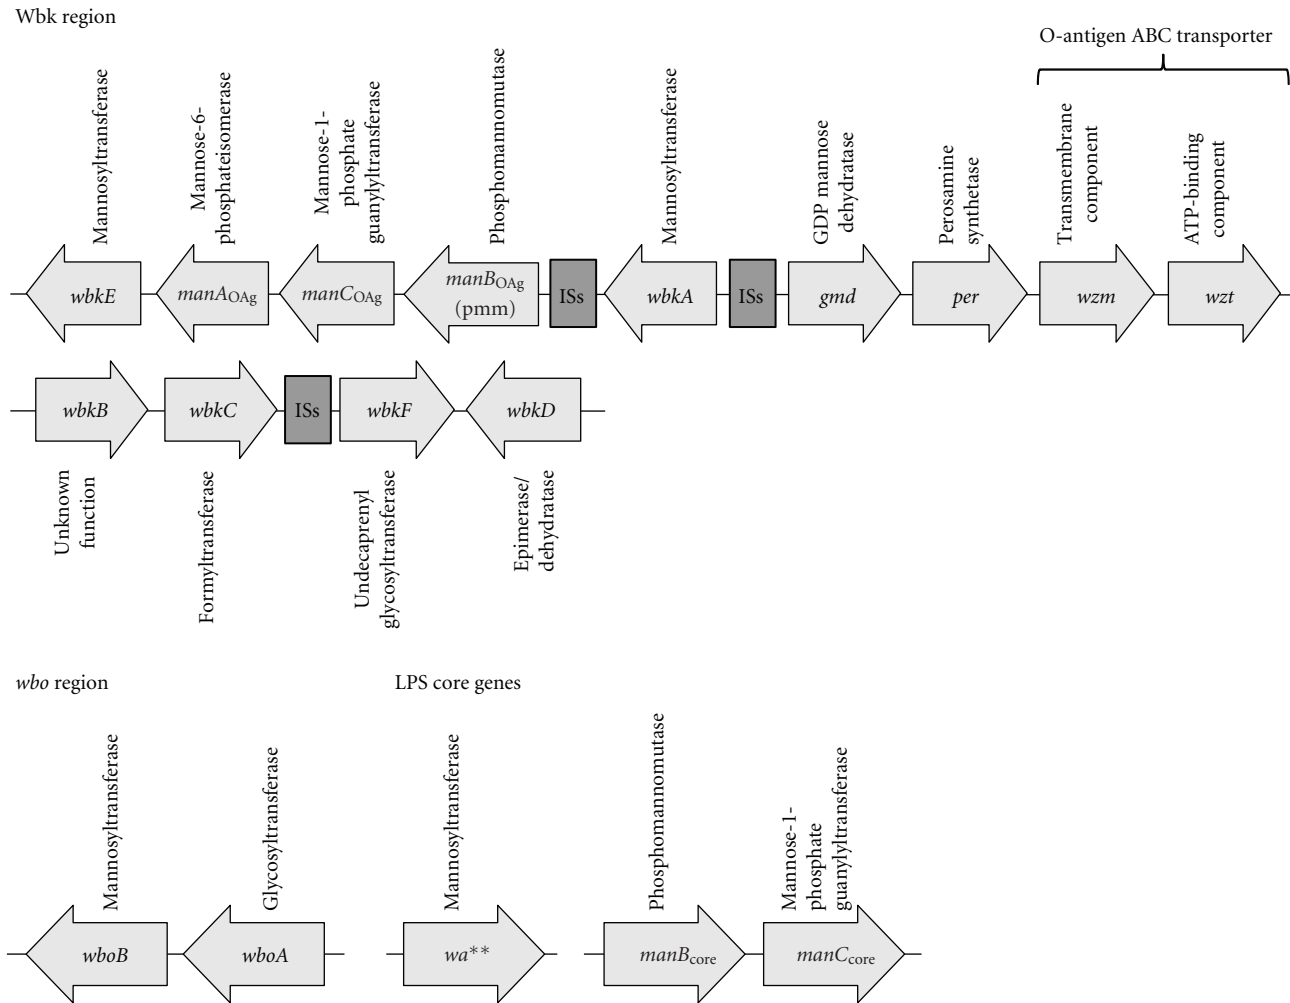 Wbk region
O-antigen ABC transporter
Mannosyltransferase
Mannose-6-
phosphateisomerase
Mannose-1-
phosphate
guanylyltransferase
Phosphomannomutase
Mannosyltransferase
GDP mannose
dehydratase
Perosamine
synthetase
Transmembrane
component
ATP-binding
component
wbkE
manAOAg
manCOAg
manBOAg
(pmm)
ISs
wbkA
ISs
gmd
per
wzm
wzt
wbkB
wbkC
ISs
wbkF
wbkD
Unknown
function
Formyltransferase
Undecaprenyl
glycosyltransferase
Epimerase/
dehydratase
wbo region
LPS core genes
Mannosyltransferase
Glycosyltransferase
Mannosyltransferase
Phosphomannomutase
Mannose-1-
phosphate
guanylyltransferase
wboB
wboA
wa**
manBcore
manCcore